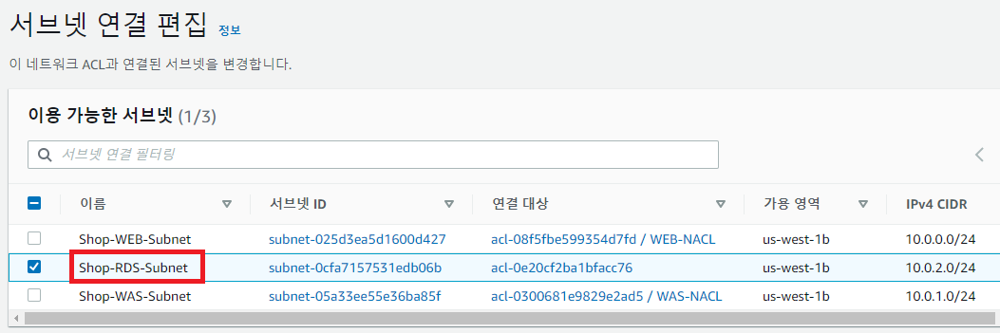 서브넷 연결 편집 정보
이 네트워크 ACL과 연결된 서브넷을 변경합니다.
이용 가능한 서브넷 (1/3)
서브넷 연결 필터링
이름 서브넷 ID 연결 대상 가용 영역 IPv4 CIDR
Shop-WEB-Subnet subnet-025d3ea5d1600d427 acl-08f5fbe599354d7fd / WEB-NACL us-west-1b 10.0.0.0/24
Shop-RDS-Subnet subnet-0cfa7157531edb06b acl-0e20cf2ba1bfacc76 us-west-1b 10.0.2.0/24
Shop-WAS-Subnet subnet-05a33ee55e36ba85f acl-0300681e9829e2ad5 / WAS-NACL us-west-1b 10.0.1.0/24